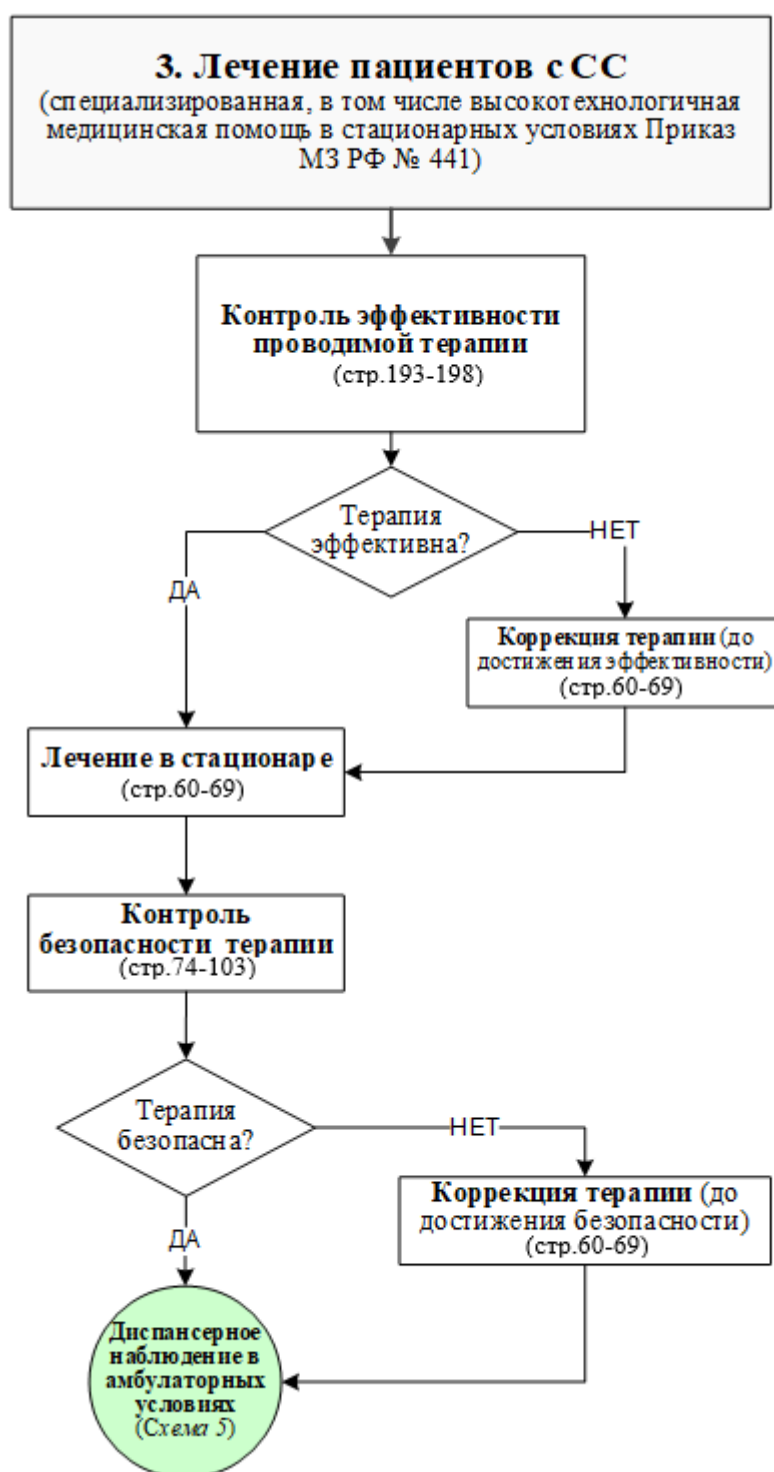 3. Лечение пациентов с СС
(специализированная, в том числе высокотехнологичная
медицинская помощь в стационарных условиях Приказ
МЗ РФ № 441)
Контроль эффективности
проводимой терапии
(стр.193-198)
Терапия
эффективна?
НЕТ
ДА
Коррекция терапии (до
достижения эффективности)
(стр.60-69)
Лечение в стационаре
(стр.60-69)
Контроль
безопасности терапии
(стр.74-103)
Терапия
безопасна?
НЕТ
Коррекция терапии (до
достижения безопасности)
(стр.60-69)
ДА
Диспансерное
наблюдение в
амбулаторных
условиях
(Схема 5)